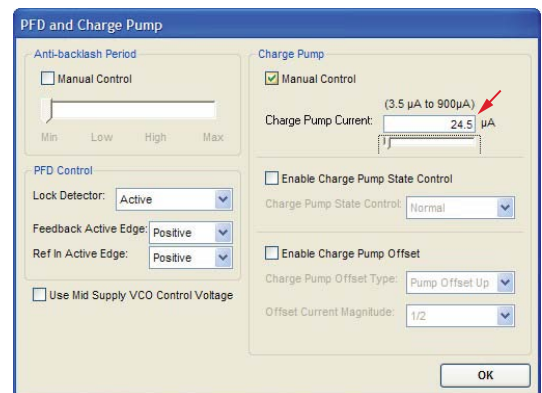 PFD and Charge Pump
Anti-backlash Period
Manual Control
Min Low High Max
PFD Control
Lock Detector: Active
Feedback Active Edge: Positive
Ref In Active Edge: Positive
Use Mid Supply VCO Control Voltage
Charge Pump
Manual Control
(3.5 µA to 900µA)
Charge Pump Current: 24.5 µA
Enable Charge Pump State Control
Charge Pump State Control: Normal
Enable Charge Pump Offset
Charge Pump Offset Type: Pump Offset Up
Offset Current Magnitude: 1/2
OK